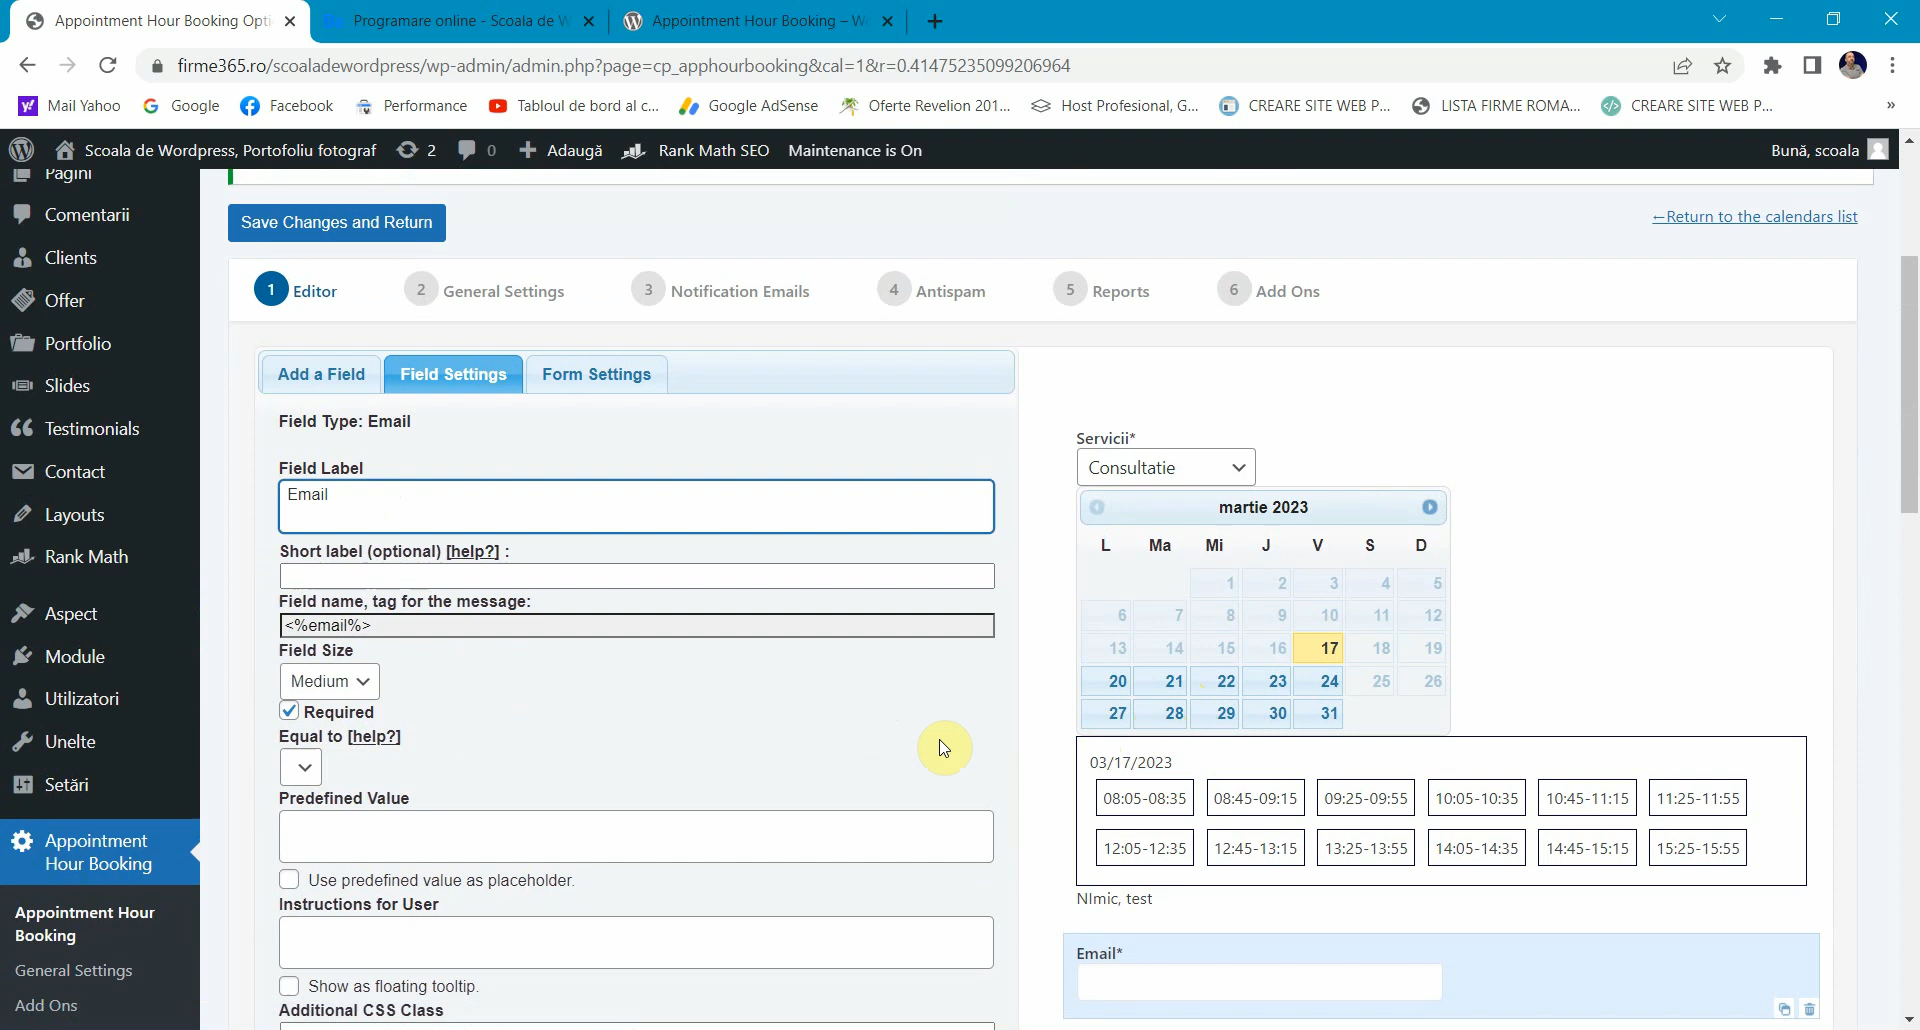 Appointment Hour Booking Opti
Programare online - Scoala de W
Appointment Hour Booking – Wo
firme365.ro/scoaladewordpress/wp-admin/admin.php?page=cp_apphourbooking&cal=1&r=0.41475235099206964
Mail Yahoo
Google
Facebook
Performance
Tabloul de bord al c...
Google AdSense
Oferte Revelion 201...
Host Profesional, G...
CREARE SITE WEB P...
LISTA FIRME ROMA...
CREARE SITE WEB P...
»
Scoala de Wordpress, Portofoliu fotograf
2
0
Adaugă
Rank Math SEO
Maintenance is On
Bună, scoala
Pagini
Comentarii
Clients
Offer
Portfolio
Slides
Testimonials
Contact
Layouts
Rank Math
Aspect
Module
Utilizatori
Unelte
Setări
Appointment
Hour Booking
Appointment Hour
Booking
General Settings
Add Ons
Save Changes and Return
←Return to the calendars list
1 Editor
2 General Settings
3 Notification Emails
4 Antispam
5 Reports
6 Add Ons
Add a Field
Field Settings
Form Settings
Field Type: Email
Field Label
Email
Short label (optional) [help?] :
Field name, tag for the message:
<%email%>
Field Size
Medium
Required
Equal to [help?]
Predefined Value
Use predefined value as placeholder.
Instructions for User
Show as floating tooltip.
Additional CSS Class
Servicii*
Consultatie
martie 2023
L Ma Mi J V S D
1 2 3 4 5
6 7 8 9 10 11 12
13 14 15 16 17 18 19
20 21 22 23 24 25 26
27 28 29 30 31
03/17/2023
08:05-08:35 08:45-09:15 09:25-09:55 10:05-10:35 10:45-11:15 11:25-11:55
12:05-12:35 12:45-13:15 13:25-13:55 14:05-14:35 14:45-15:15 15:25-15:55
NImic, test
Email*